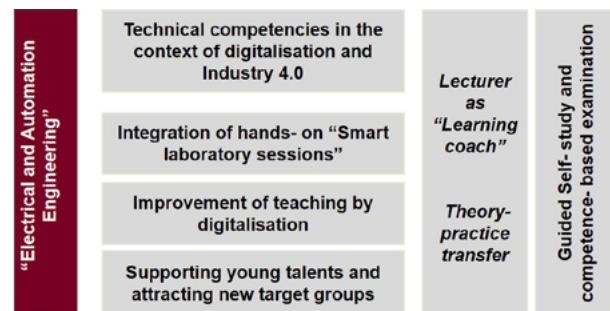 "Electrical and Automation
Engineering"
Technical competencies in the
context of digitalisation and
Industry 4.0
Integration of hands- on "Smart
laboratory sessions"
Improvement of teaching by
digitalisation
Supporting young talents and
attracting new target groups
Lecturer
as
"Learning
coach"
Theory-
practice
transfer
Guided Self- study and
competence- based examination